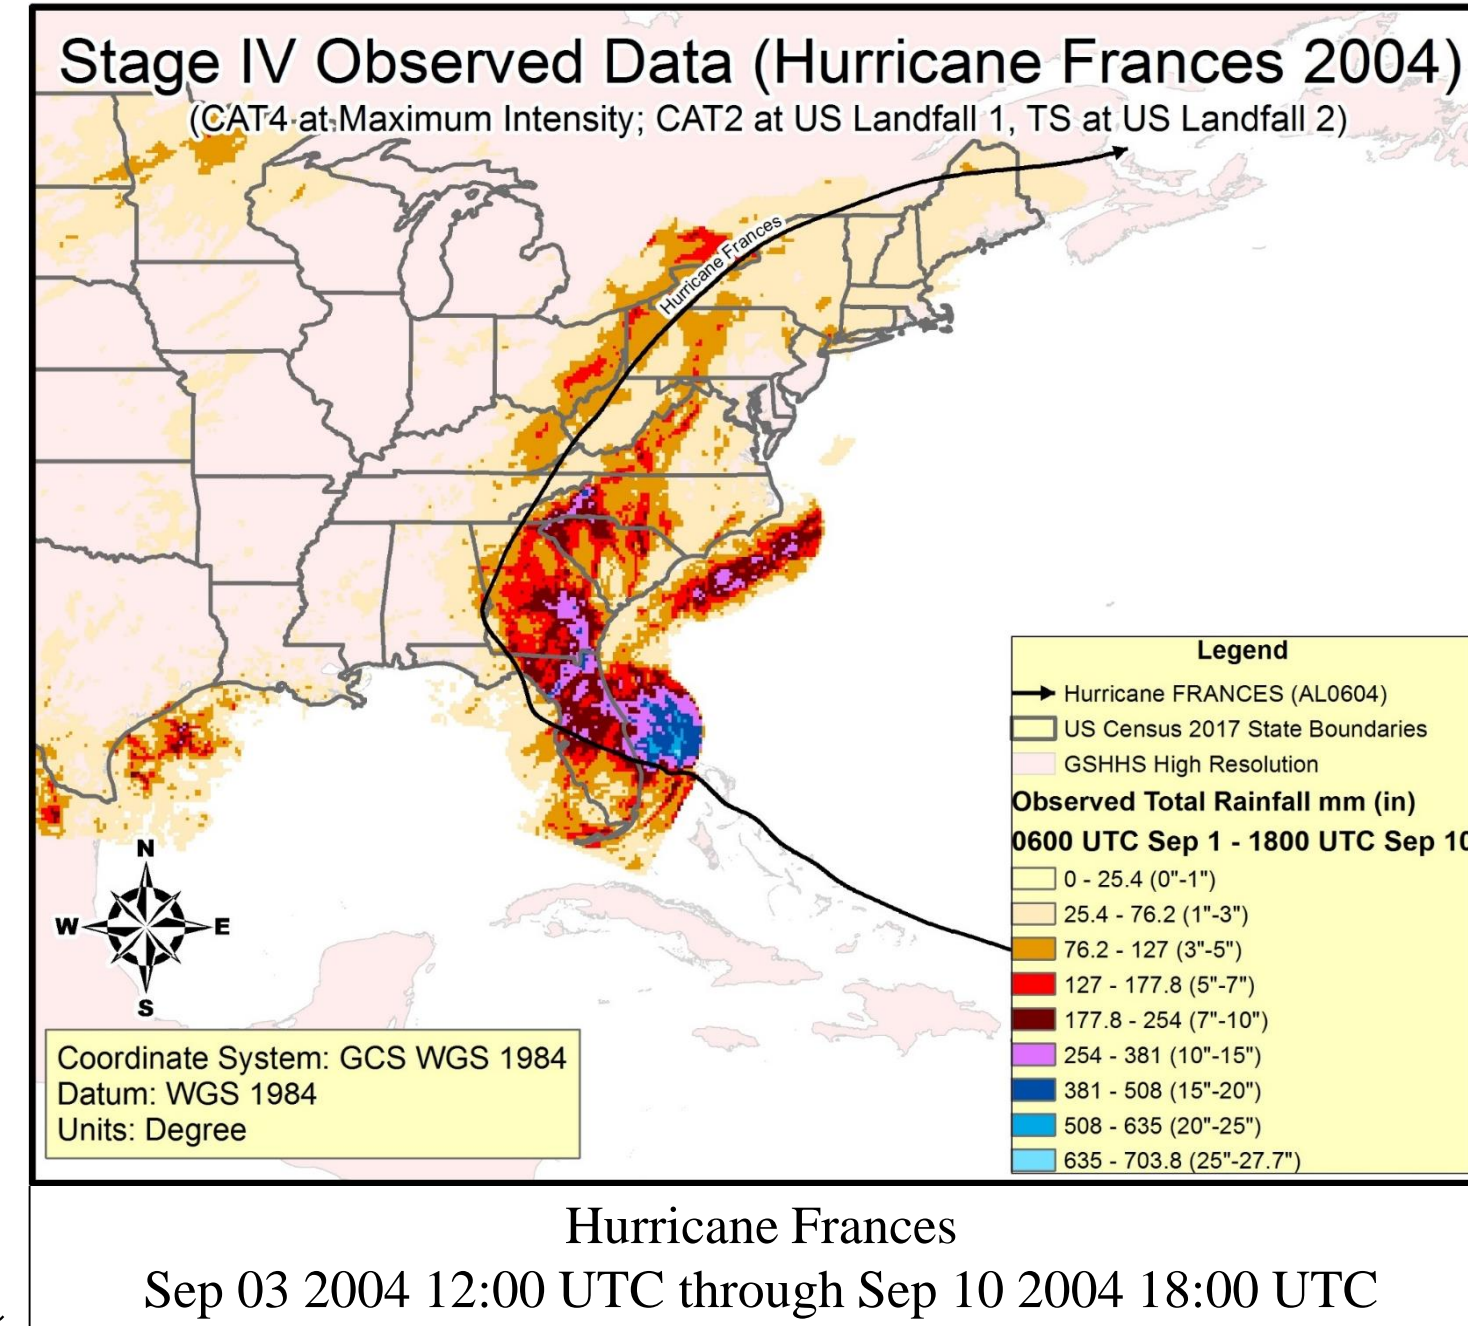 Stage IV Observed Data (Hurricane Frances 2004)
(CAT4 at Maximum Intensity; CAT2 at US Landfall 1, TS at US Landfall 2)
Hurricane Frances
Legend
Hurricane FRANCES (AL0604)
US Census 2017 State Boundaries
GSHHS High Resolution
Observed Total Rainfall mm (in)
0600 UTC Sep 1 - 1800 UTC Sep 10
0 - 25.4 (0"-1")
25.4 - 76.2 (1"-3")
76.2 - 127 (3"-5")
127 - 177.8 (5"-7")
177.8 - 254 (7"-10")
254 - 381 (10"-15")
381 - 508 (15"-20")
508 - 635 (20"-25")
635 - 703.8 (25"-27.7")
N
W E
S
Coordinate System: GCS WGS 1984
Datum: WGS 1984
Units: Degree
Hurricane Frances
Sep 03 2004 12:00 UTC through Sep 10 2004 18:00 UTC